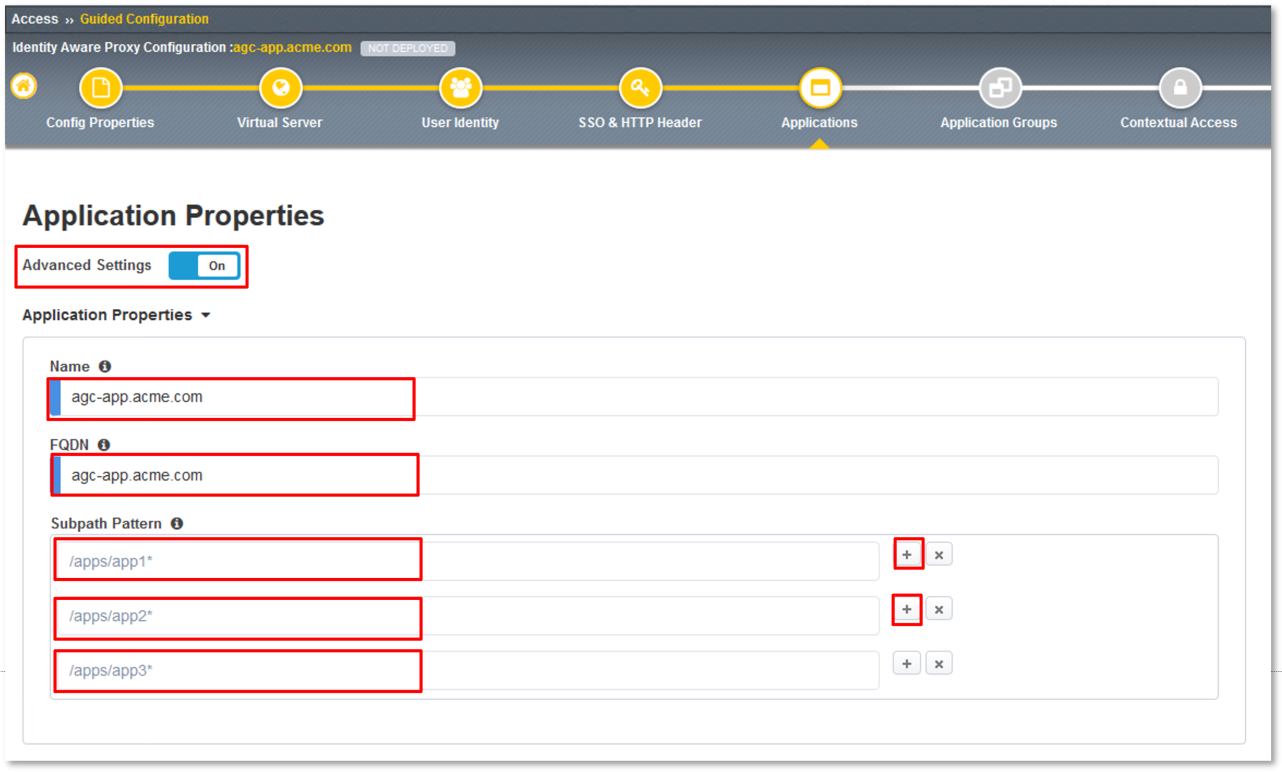 Access ›› Guided Configuration
Identity Aware Proxy Configuration :agc-app.acme.com NOT DEPLOYED
Config Properties Virtual Server User Identity SSO & HTTP Header Applications Application Groups Contextual Access
Application Properties
Advanced Settings On
Application Properties
Name
agc-app.acme.com
FQDN
agc-app.acme.com
Subpath Pattern
/apps/app1* + ×
/apps/app2* + ×
/apps/app3* + ×